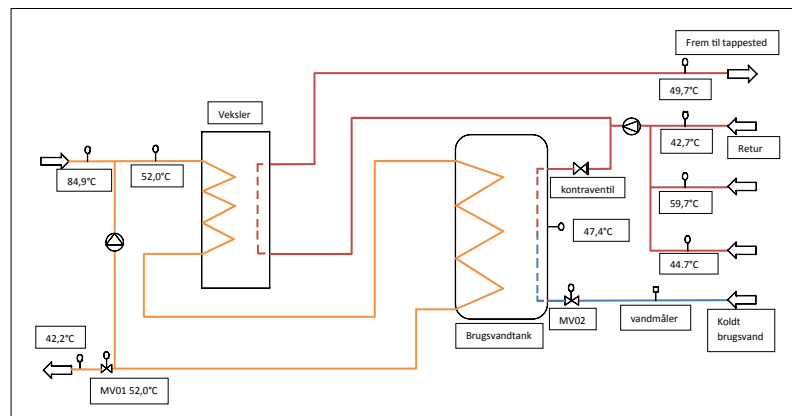 Frem til tappested
49,7°C
Veksler
42,7°C
Retur
84,9°C
52,0°C
kontraventil
59,7°C
47,4°C
44.7°C
MV02
vandmåler
Koldt
brugsvand
Brugsvandtank
42,2°C
MV01 52,0°C